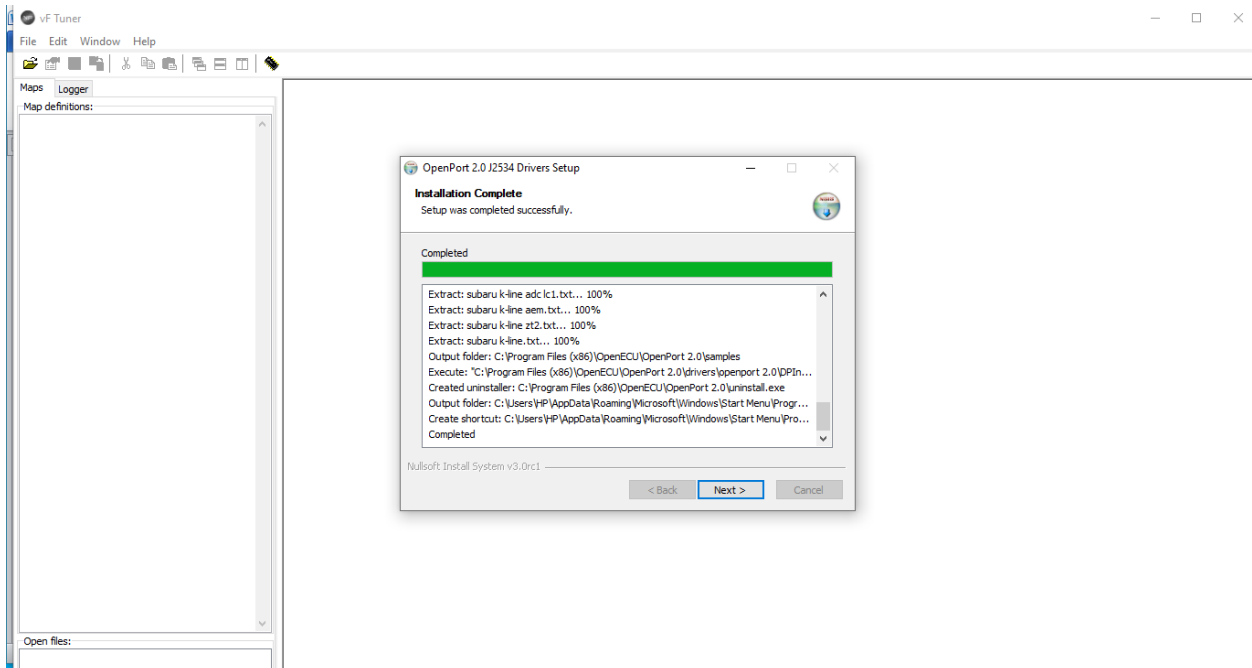 vF Tuner
File Edit Window Help
Maps Logger
Map definitions:
OpenPort 2.0 J2534 Drivers Setup
Installation Complete
Setup was completed successfully.
Completed
Extract: subaru k-line adc lc1.txt... 100%
Extract: subaru k-line aem.txt... 100%
Extract: subaru k-line zt2.txt... 100%
Extract: subaru k-line.txt... 100%
Output folder: C:\Program Files (x86)\OpenECU\OpenPort 2.0\samples
Execute: "C:\Program Files (x86)\OpenECU\OpenPort 2.0\drivers\openport 2.0\DPIn...
Created uninstaller: C:\Program Files (x86)\OpenECU\OpenPort 2.0\uninstall.exe
Output folder: C:\Users\HP\AppData\Roaming\Microsoft\Windows\Start Menu\Progr...
Create shortcut: C:\Users\HP\AppData\Roaming\Microsoft\Windows\Start Menu\Pro...
Completed
Nullsoft Install System v3.0rc1
< Back Next > Cancel
Open files: